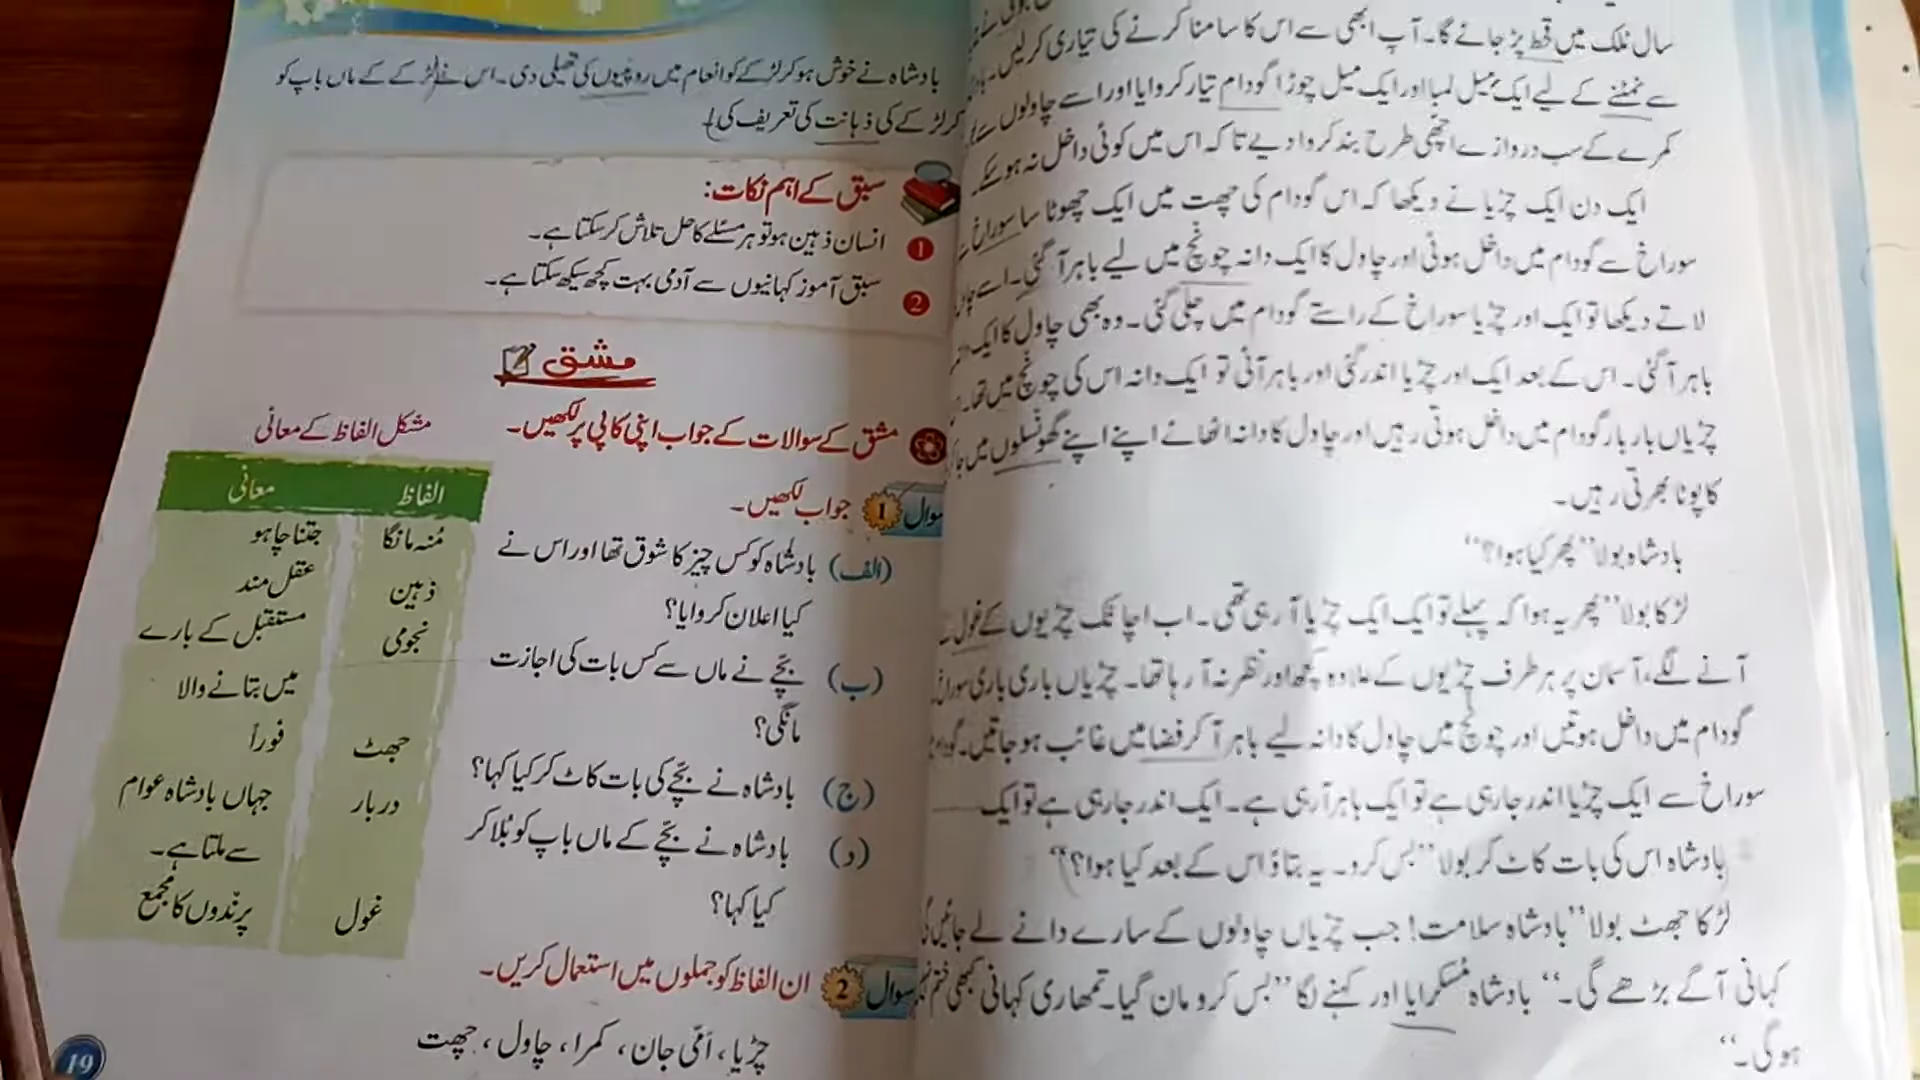 سال ملک میں قحط پڑ جائے گا۔ آپ ابھی سے اس کا سامنا کرنے کی تیاری کر لیں۔
سے نمٹنے کے لیے ایک میل لمبا اور ایک میل چوڑا گودام تیار کروایا اور اسے چاولوں سے
کمرے کے سب دروازے اچھی طرح بند کروا دیے تاکہ اس میں کوئی داخل نہ ہو سکے۔
ایک دن ایک چڑیا نے دیکھا کہ اس گودام کی چھت میں ایک چھوٹا سا سوراخ ہے
سوراخ سے گودام میں داخل ہوئی اور چاول کا ایک دانہ چونچ میں لیے باہر آ گئی۔ اسے
لاتے دیکھا تو ایک اور چڑیا سوراخ کے راستے گودام میں چلی گئی۔ وہ بھی چاول کا ایک
باہر آ گئی۔ اس کے بعد ایک اور چڑیا اندر گئی اور باہر آئی تو ایک دانہ اس کی چونچ میں تھا۔
چڑیاں بار بار گودام میں داخل ہوتی رہیں اور چاول کا دانہ اٹھائے اپنے اپنے گھونسلوں میں
کا پوٹا بھرتی رہیں۔
بادشاہ بولا ”پھر کیا ہوا؟“
لڑکا بولا ”پھر یہ ہوا کہ پہلے تو ایک ایک چڑیا آ رہی تھی۔ اب اچانک چڑیوں کے غول
آنے لگے، آسمان پر ہر طرف چڑیوں کے علاوہ کچھ اور نظر نہ آ رہا تھا۔ چڑیاں باری باری سوراخ
گودام میں داخل ہوتیں اور چونچ میں چاول کا دانہ لیے باہر آ کر فضا میں غائب ہو جاتیں۔
سوراخ سے ایک چڑیا اندر جا رہی ہے تو ایک باہر آ رہی ہے۔ ایک اندر جا رہی ہے تو ایک
بادشاہ اس کی بات کاٹ کر بولا ”بس کرو۔ یہ بتاؤ اس کے بعد کیا ہوا؟“
لڑکا جھٹ بولا ”بادشاہ سلامت! جب چڑیاں چاولوں کے سارے دانے لے جائیں گی
کہانی آگے بڑھے گی۔“ بادشاہ مُسکرایا اور کہنے لگا ”بس کرو مان گیا۔ تمھاری کہانی کبھی ختم
ہو گی۔“
بادشاہ نے خوش ہو کر لڑکے کو انعام میں روپیوں کی تھیلی دی۔ اس نے لڑکے کے ماں باپ کو
کر لڑکے کی ذہانت کی تعریف کی
سبق کے اہم نکات:
1 انسان ذہین ہو تو ہر مسئلے کا حل تلاش کر سکتا ہے۔
2 سبق آموز کہانیوں سے آدمی بہت کچھ سیکھ سکتا ہے۔
مشق
مشق کے سوالات کے جواب اپنی کاپی پر لکھیں۔
سوال 1 جواب لکھیں۔
(الف) بادشاہ کو کس چیز کا شوق تھا اور اس نے
کیا اعلان کروایا؟
(ب) بچّے نے ماں سے کس بات کی اجازت
مانگی؟
(ج) بادشاہ نے بچّے کی بات کاٹ کر کیا کہا؟
(د) بادشاہ نے بچّے کے ماں باپ کو بُلا کر
کیا کہا؟
سوال 2 ان الفاظ کو جملوں میں استعمال کریں۔
چڑیا، امّی جان، کمرا، چاول، چھت
مشکل الفاظ کے معانی
الفاظ معانی
مُنہ مانگا جتنا چاہو
ذہین عقل مند
نجومی مستقبل کے بارے
میں بتانے والا
جھٹ فوراً
دربار جہاں بادشاہ عوام
سے ملتا ہے۔
غول پرندوں کا مجمع
19